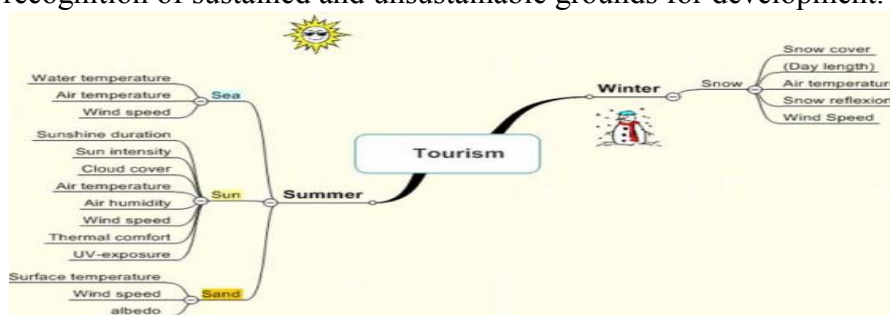 recognition of sustained and unsustainable grounds for development.
Tourism
Summer
Sea
Water temperature
Air temperature
Wind speed
Sun
Sunshine duration
Sun intensity
Cloud cover
Air temperature
Air humidity
Wind speed
Thermal comfort
UV-exposure
Sand
Surface temperature
Wind speed
albedo
Winter
Snow
Snow cover
(Day length)
Air temperature
Snow reflexion
Wind Speed